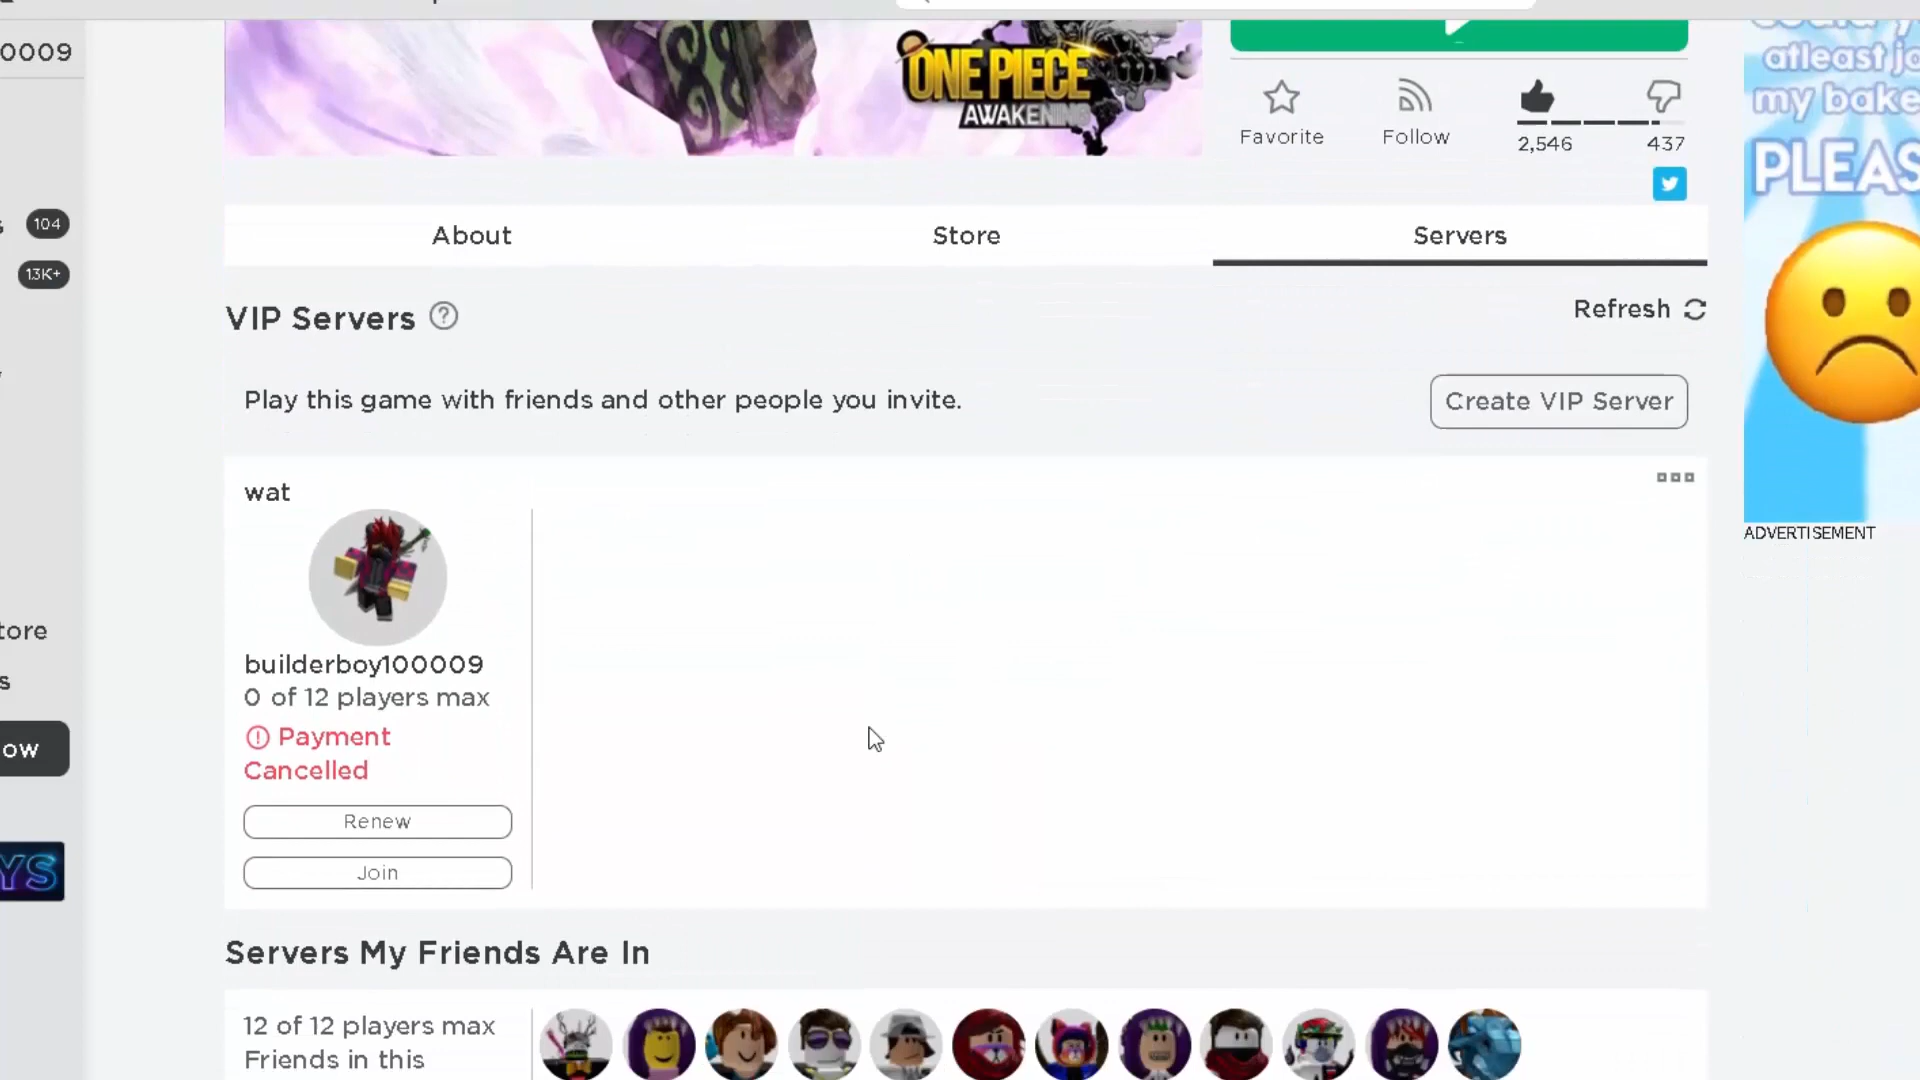 0009
ONE PIECE
AWAKENING
Favorite
Follow
2,546
437
atleast jo
my bake
PLEAS
104
13K+
About
Store
Servers
VIP Servers
Refresh
Play this game with friends and other people you invite.
Create VIP Server
wat
ADVERTISEMENT
tore
s
builderboy100009
0 of 12 players max
Payment
Cancelled
ow
Renew
YS
Join
Servers My Friends Are In
12 of 12 players max
Friends in this